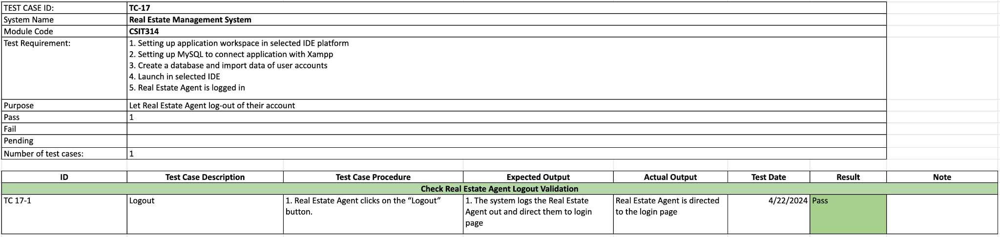 TEST CASE ID: TC-17
System Name Real Estate Management System
Module Code CSIT314
Test Requirement: 1. Setting up application workspace in selected IDE platform
2. Setting up MySQL to connect application with Xampp
3. Create a database and import data of user accounts
4. Launch in selected IDE
5. Real Estate Agent is logged in
Purpose Let Real Estate Agent log-out of their account
Pass 1
Fail
Pending
Number of test cases: 1
ID Test Case Description Test Case Procedure Expected Output Actual Output Test Date Result Note
Check Real Estate Agent Logout Validation
TC 17-1 Logout 1. Real Estate Agent clicks on the “Logout” 1. The system logs the Real Estate Real Estate Agent is directed 4/22/2024 Pass
button. Agent out and direct them to login to the login page
page